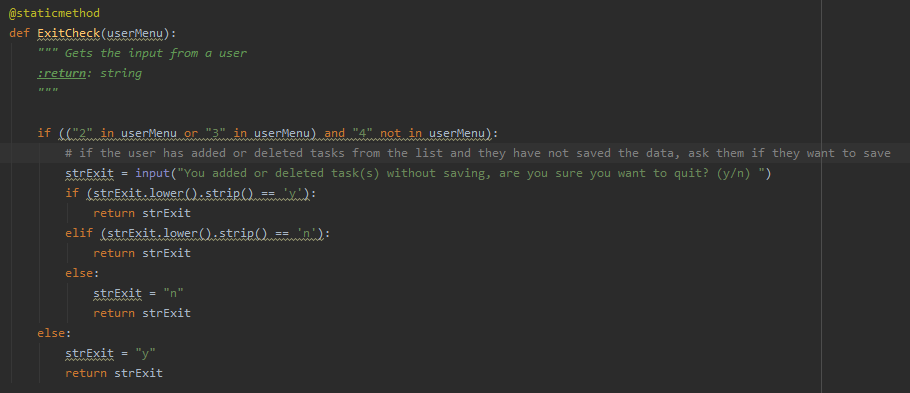 @staticmethod
def ExitCheck(userMenu):
""" Gets the input from a user
:return: string
"""
if (("2" in userMenu or "3" in userMenu) and "4" not in userMenu):
# if the user has added or deleted tasks from the list and they have not saved the data, ask them if they want to save
strExit = input("You added or deleted task(s) without saving, are you sure you want to quit? (y/n) ")
if (strExit.lower().strip() == 'y'):
return strExit
elif (strExit.lower().strip() == 'n'):
return strExit
else:
strExit = "n"
return strExit
else:
strExit = "y"
return strExit